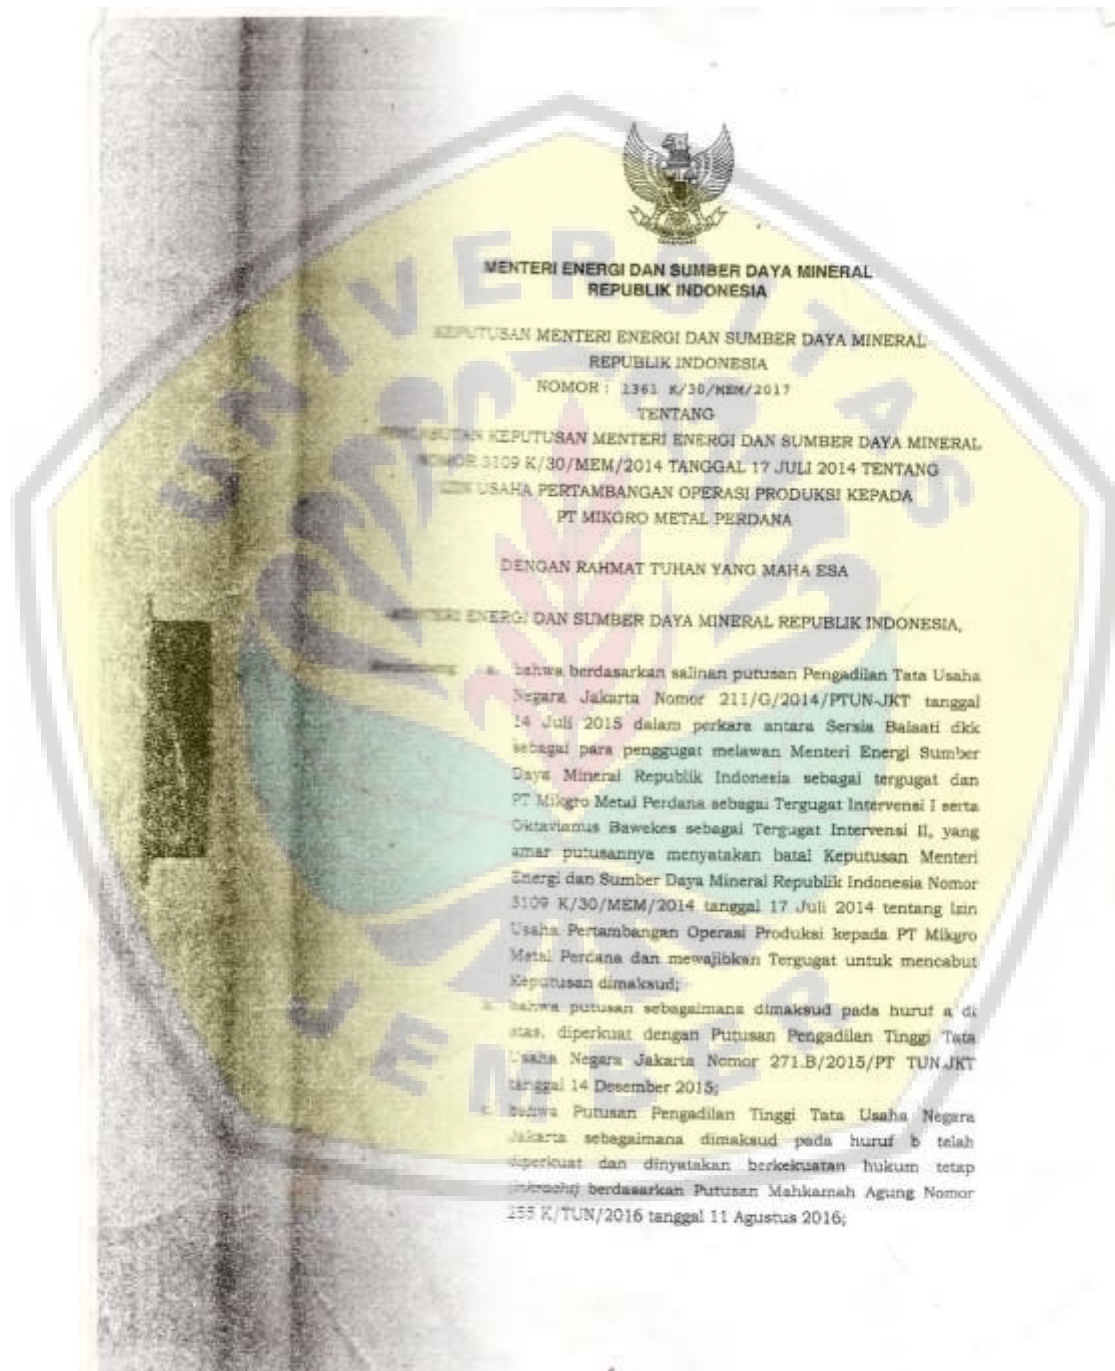 UNIVERSITAS
JEMBER
MENTERI ENERGI DAN SUMBER DAYA MINERAL
REPUBLIK INDONESIA
KEPUTUSAN MENTERI ENERGI DAN SUMBER DAYA MINERAL
REPUBLIK INDONESIA
NOMOR : 1361 K/30/MEM/2017
TENTANG
PENCABUTAN KEPUTUSAN MENTERI ENERGI DAN SUMBER DAYA MINERAL
NOMOR 3109 K/30/MEM/2014 TANGGAL 17 JULI 2014 TENTANG
IZIN USAHA PERTAMBANGAN OPERASI PRODUKSI KEPADA
PT MIKGRO METAL PERDANA
DENGAN RAHMAT TUHAN YANG MAHA ESA
MENTERI ENERGI DAN SUMBER DAYA MINERAL REPUBLIK INDONESIA,
Menimbang : a. bahwa berdasarkan salinan putusan Pengadilan Tata Usaha
Negara Jakarta Nomor 211/G/2014/PTUN-JKT tanggal
14 Juli 2015 dalam perkara antara Sersia Balaati dkk
sebagai para penggugat melawan Menteri Energi Sumber
Daya Mineral Republik Indonesia sebagai tergugat dan
PT Mikgro Metal Perdana sebagai Tergugat Intervensi I serta
Oktavianus Bawekes sebagai Tergugat Intervensi II, yang
amar putusannya menyatakan batal Keputusan Menteri
Energi dan Sumber Daya Mineral Republik Indonesia Nomor
3109 K/30/MEM/2014 tanggal 17 Juli 2014 tentang Izin
Usaha Pertambangan Operasi Produksi kepada PT Mikgro
Metal Perdana dan mewajibkan Tergugat untuk mencabut
Keputusan dimaksud;
b. bahwa putusan sebagaimana dimaksud pada huruf a di
atas, diperkuat dengan Putusan Pengadilan Tinggi Tata
Usaha Negara Jakarta Nomor 271.B/2015/PT TUN.JKT
tanggal 14 Desember 2015;
c. bahwa Putusan Pengadilan Tinggi Tata Usaha Negara
Jakarta sebagaimana dimaksud pada huruf b telah
diperkuat dan dinyatakan berkekuatan hukum tetap
(inkracht) berdasarkan Putusan Mahkamah Agung Nomor
255 K/TUN/2016 tanggal 11 Agustus 2016;